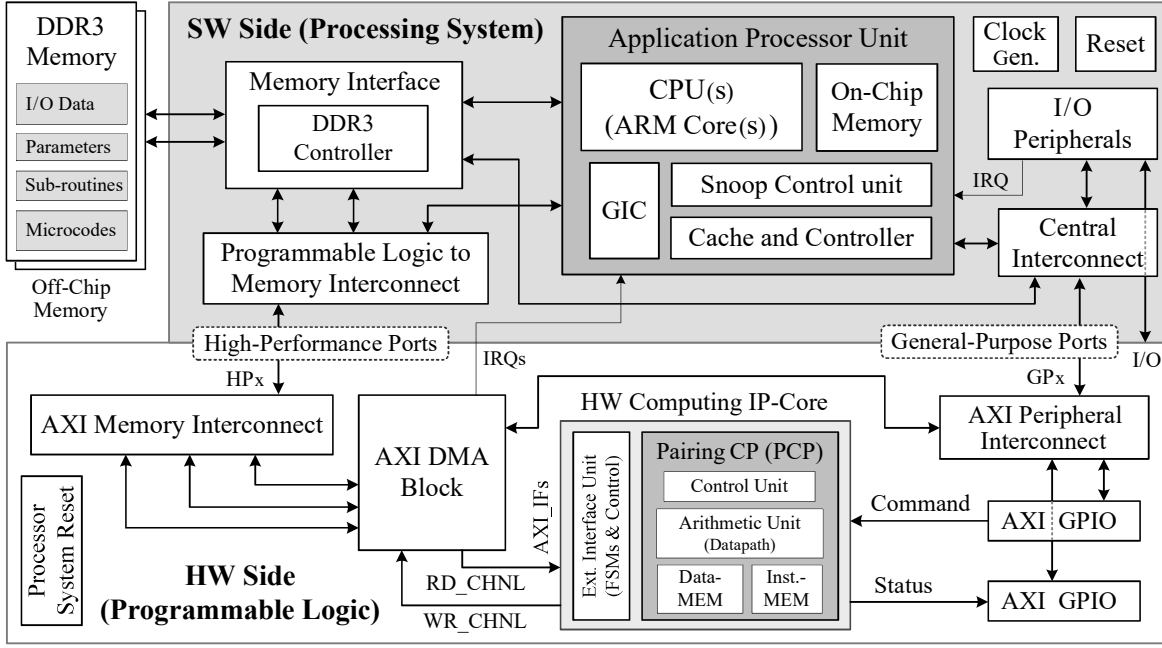 DDR3
Memory
I/O Data
Parameters
Sub-routines
Microcodes
Off-Chip
Memory
SW Side (Processing System)
Memory Interface
DDR3
Controller
Programmable Logic to
Memory Interconnect
Application Processor Unit
CPU(s)
(ARM Core(s))
On-Chip
Memory
GIC
Snoop Control unit
Cache and Controller
Clock
Gen.
Reset
I/O
Peripherals
IRQ
Central
Interconnect
High-Performance Ports
General-Purpose Ports
HPx
IRQs
GPx
I/O
AXI Memory Interconnect
AXI DMA
Block
HW Computing IP-Core
AXI Peripheral
Interconnect
Processor
System Reset
HW Side
(Programmable Logic)
RD_CHNL
WR_CHNL
AXI_IFs
Ext. Interface Unit
(FSMs & Control)
Pairing CP (PCP)
Control Unit
Arithmetic Unit
(Datapath)
Data-
MEM
Inst.-
MEM
Command
AXI GPIO
Status
AXI GPIO